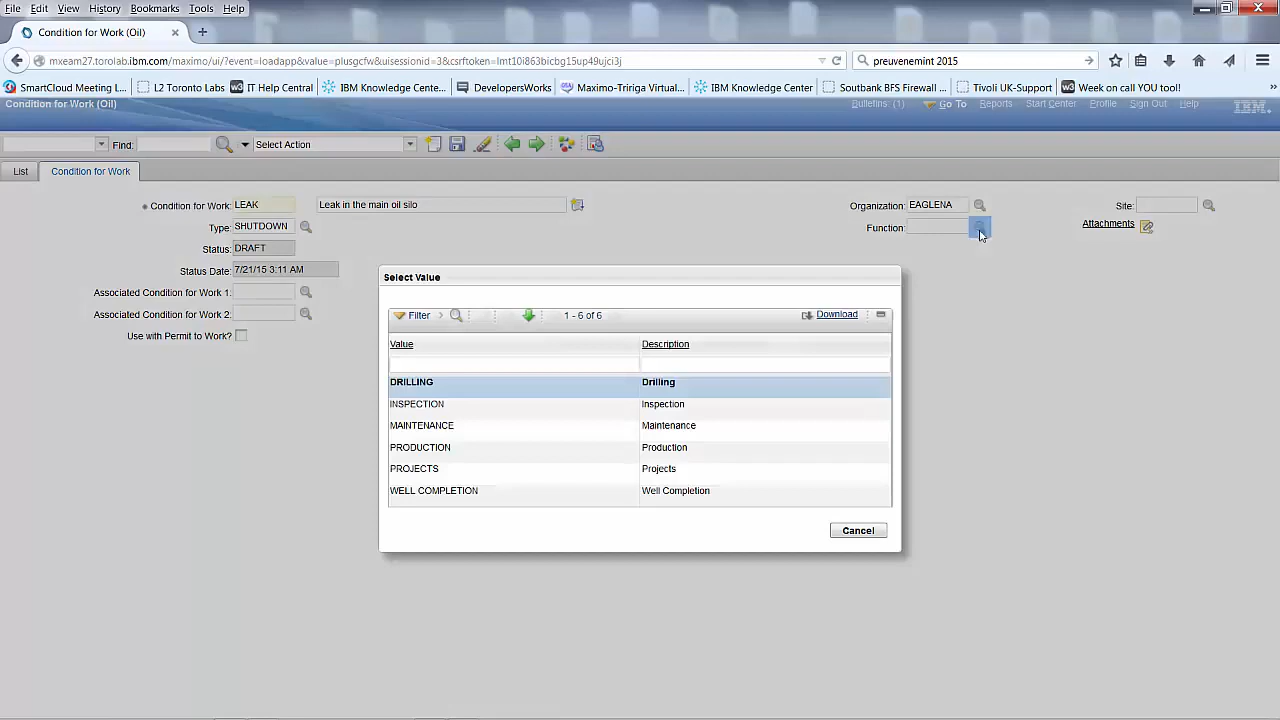 File Edit View History Bookmarks Tools Help
Condition for Work (Oil)
mxeam27.torolab.ibm.com/maximo/ui/?event=loadapp&value=plusgcfw&uisessionid=3&csrftoken=lmt10i863bicbg15up49ujci3j
preuvenemint 2015
SmartCloud Meeting L... L2 Toronto Labs IT Help Central IBM Knowledge Cente... DevelopersWorks Maximo-Tririga Virtual... IBM Knowledge Center Soutbank BFS Firewall ... Tivoli UK-Support Week on call YOU tool!
Condition for Work (Oil) Bulletins: (1) Go To Reports Start Center Profile Sign Out Help IBM
Find: Select Action
List Condition for Work
Condition for Work: LEAK Leak in the main oil silo Organization: EAGLENA Site:
Type: SHUTDOWN Function: Attachments
Status: DRAFT
Status Date: 7/21/15 3:11 AM
Associated Condition for Work 1:
Associated Condition for Work 2:
Use with Permit to Work?
Select Value
Filter 1 - 6 of 6 Download
Value Description
DRILLING Drilling
INSPECTION Inspection
MAINTENANCE Maintenance
PRODUCTION Production
PROJECTS Projects
WELL COMPLETION Well Completion
Cancel